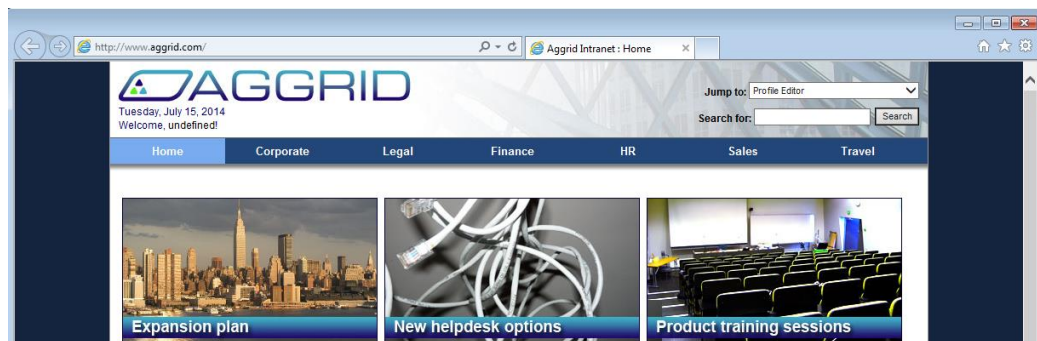 http://www.aggrid.com/
Aggrid Intranet : Home
AGGRID
Tuesday, July 15, 2014
Welcome, undefined!
Jump to: Profile Editor
Search for: Search
Home Corporate Legal Finance HR Sales Travel
Expansion plan New helpdesk options Product training sessions